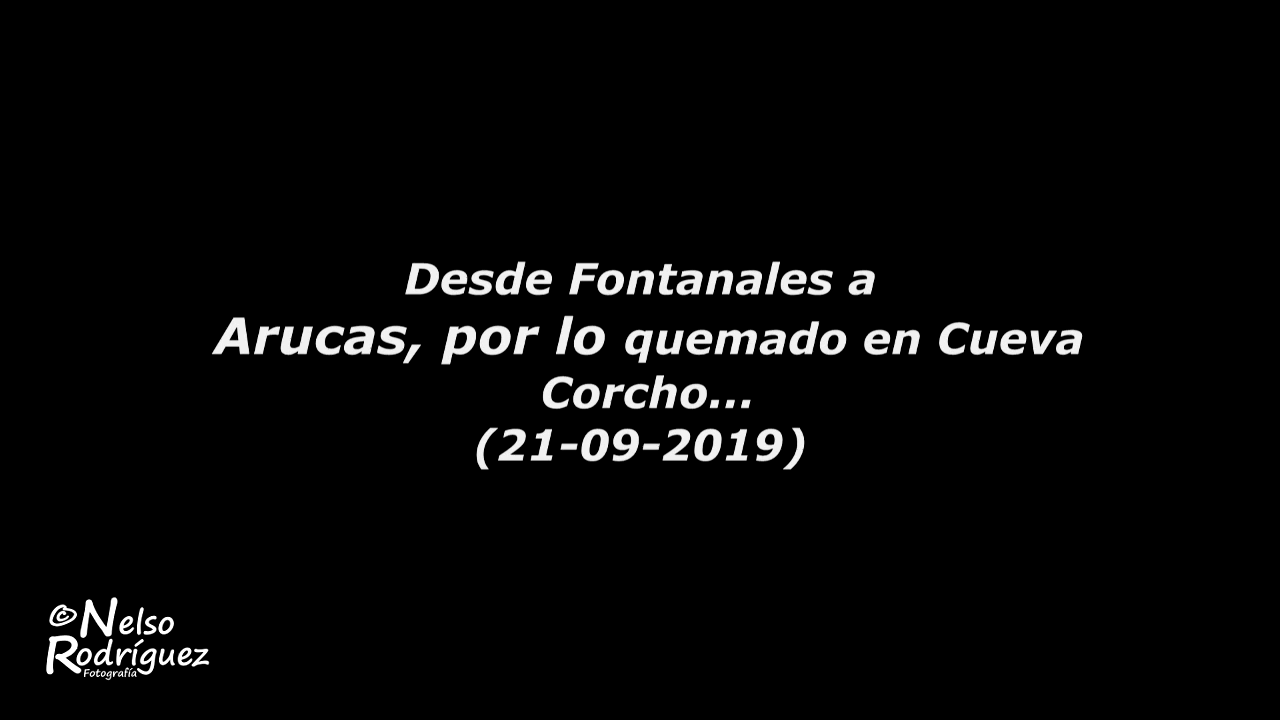 Desde Fontanales a
Arucas, por lo quemado en Cueva
Corcho...
(21-09-2019)
©Nelso
Rodríguez
Fotografía